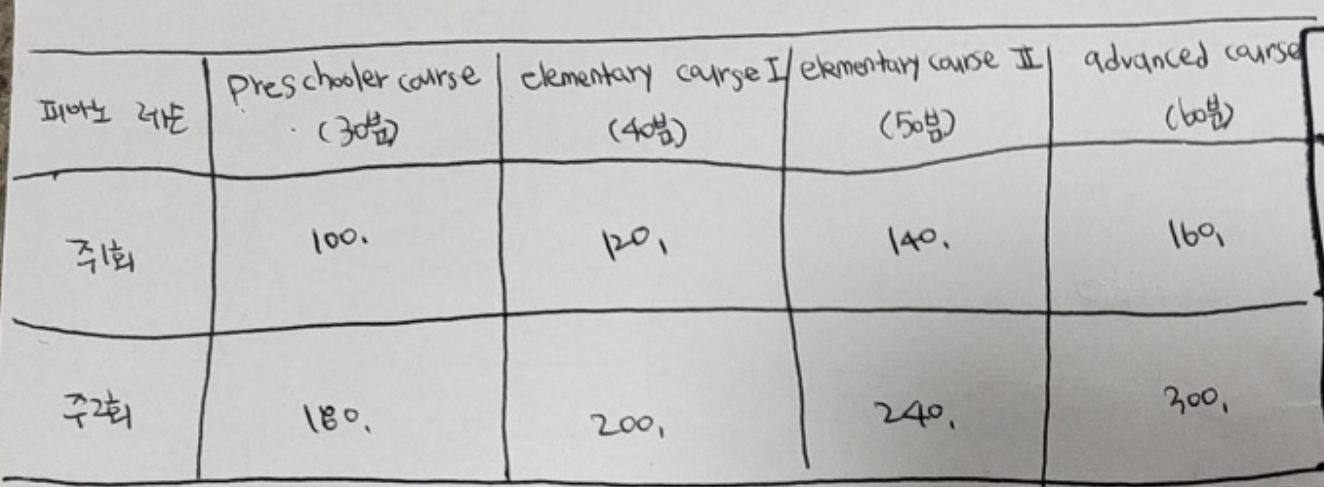 피아노 레슨 preschooler course elementary course I elementary course II advanced course
(30분) (40분) (50분) (60분)
주1회 100. 120, 140. 160,
주2회 180. 200, 240. 300,